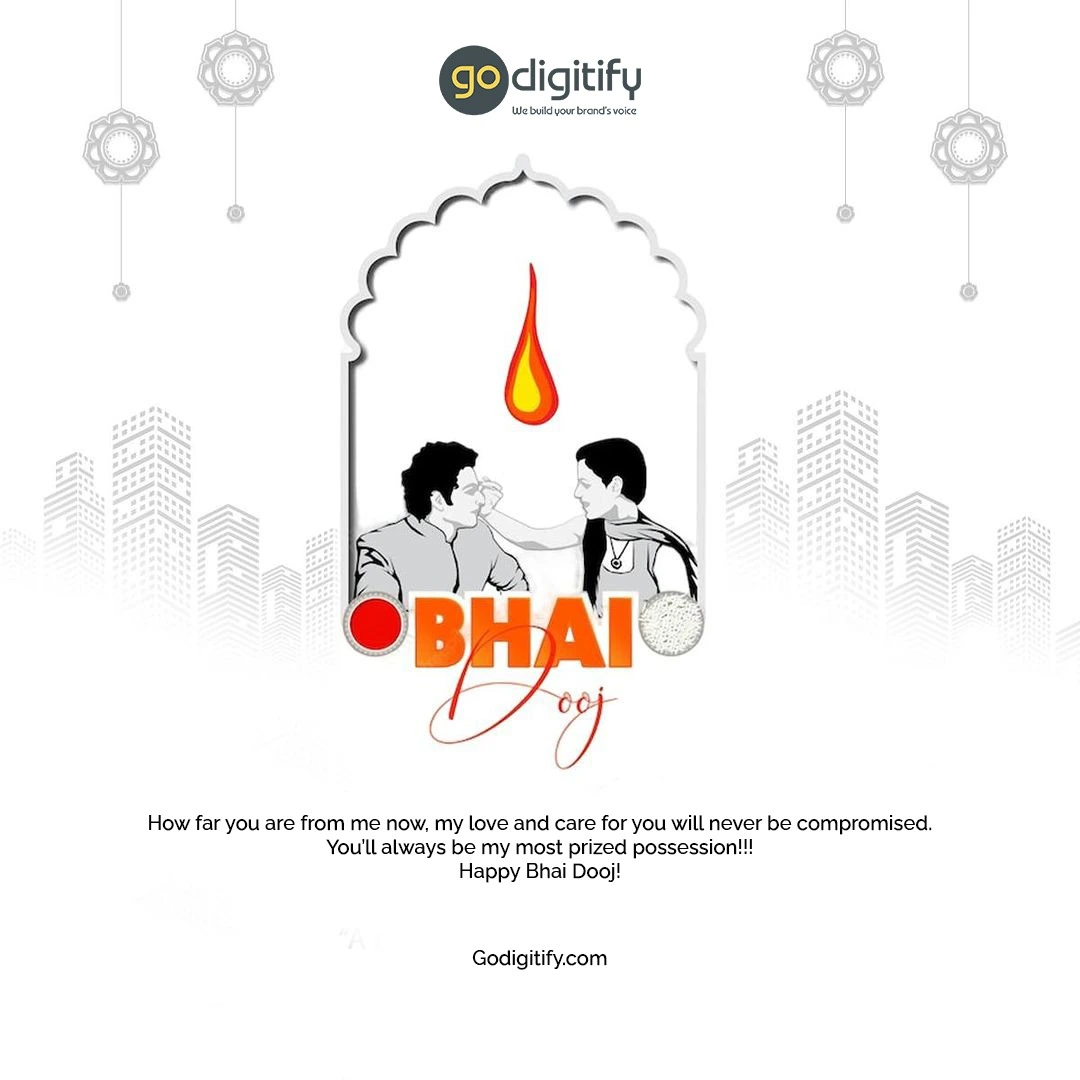 go digitify
We build your brand's voice
BHAI
Dooj
How far you are from me now, my love and care for you will never be compromised.
You'll always be my most prized possession!!!
Happy Bhai Dooj!
"A
Godigitify.com